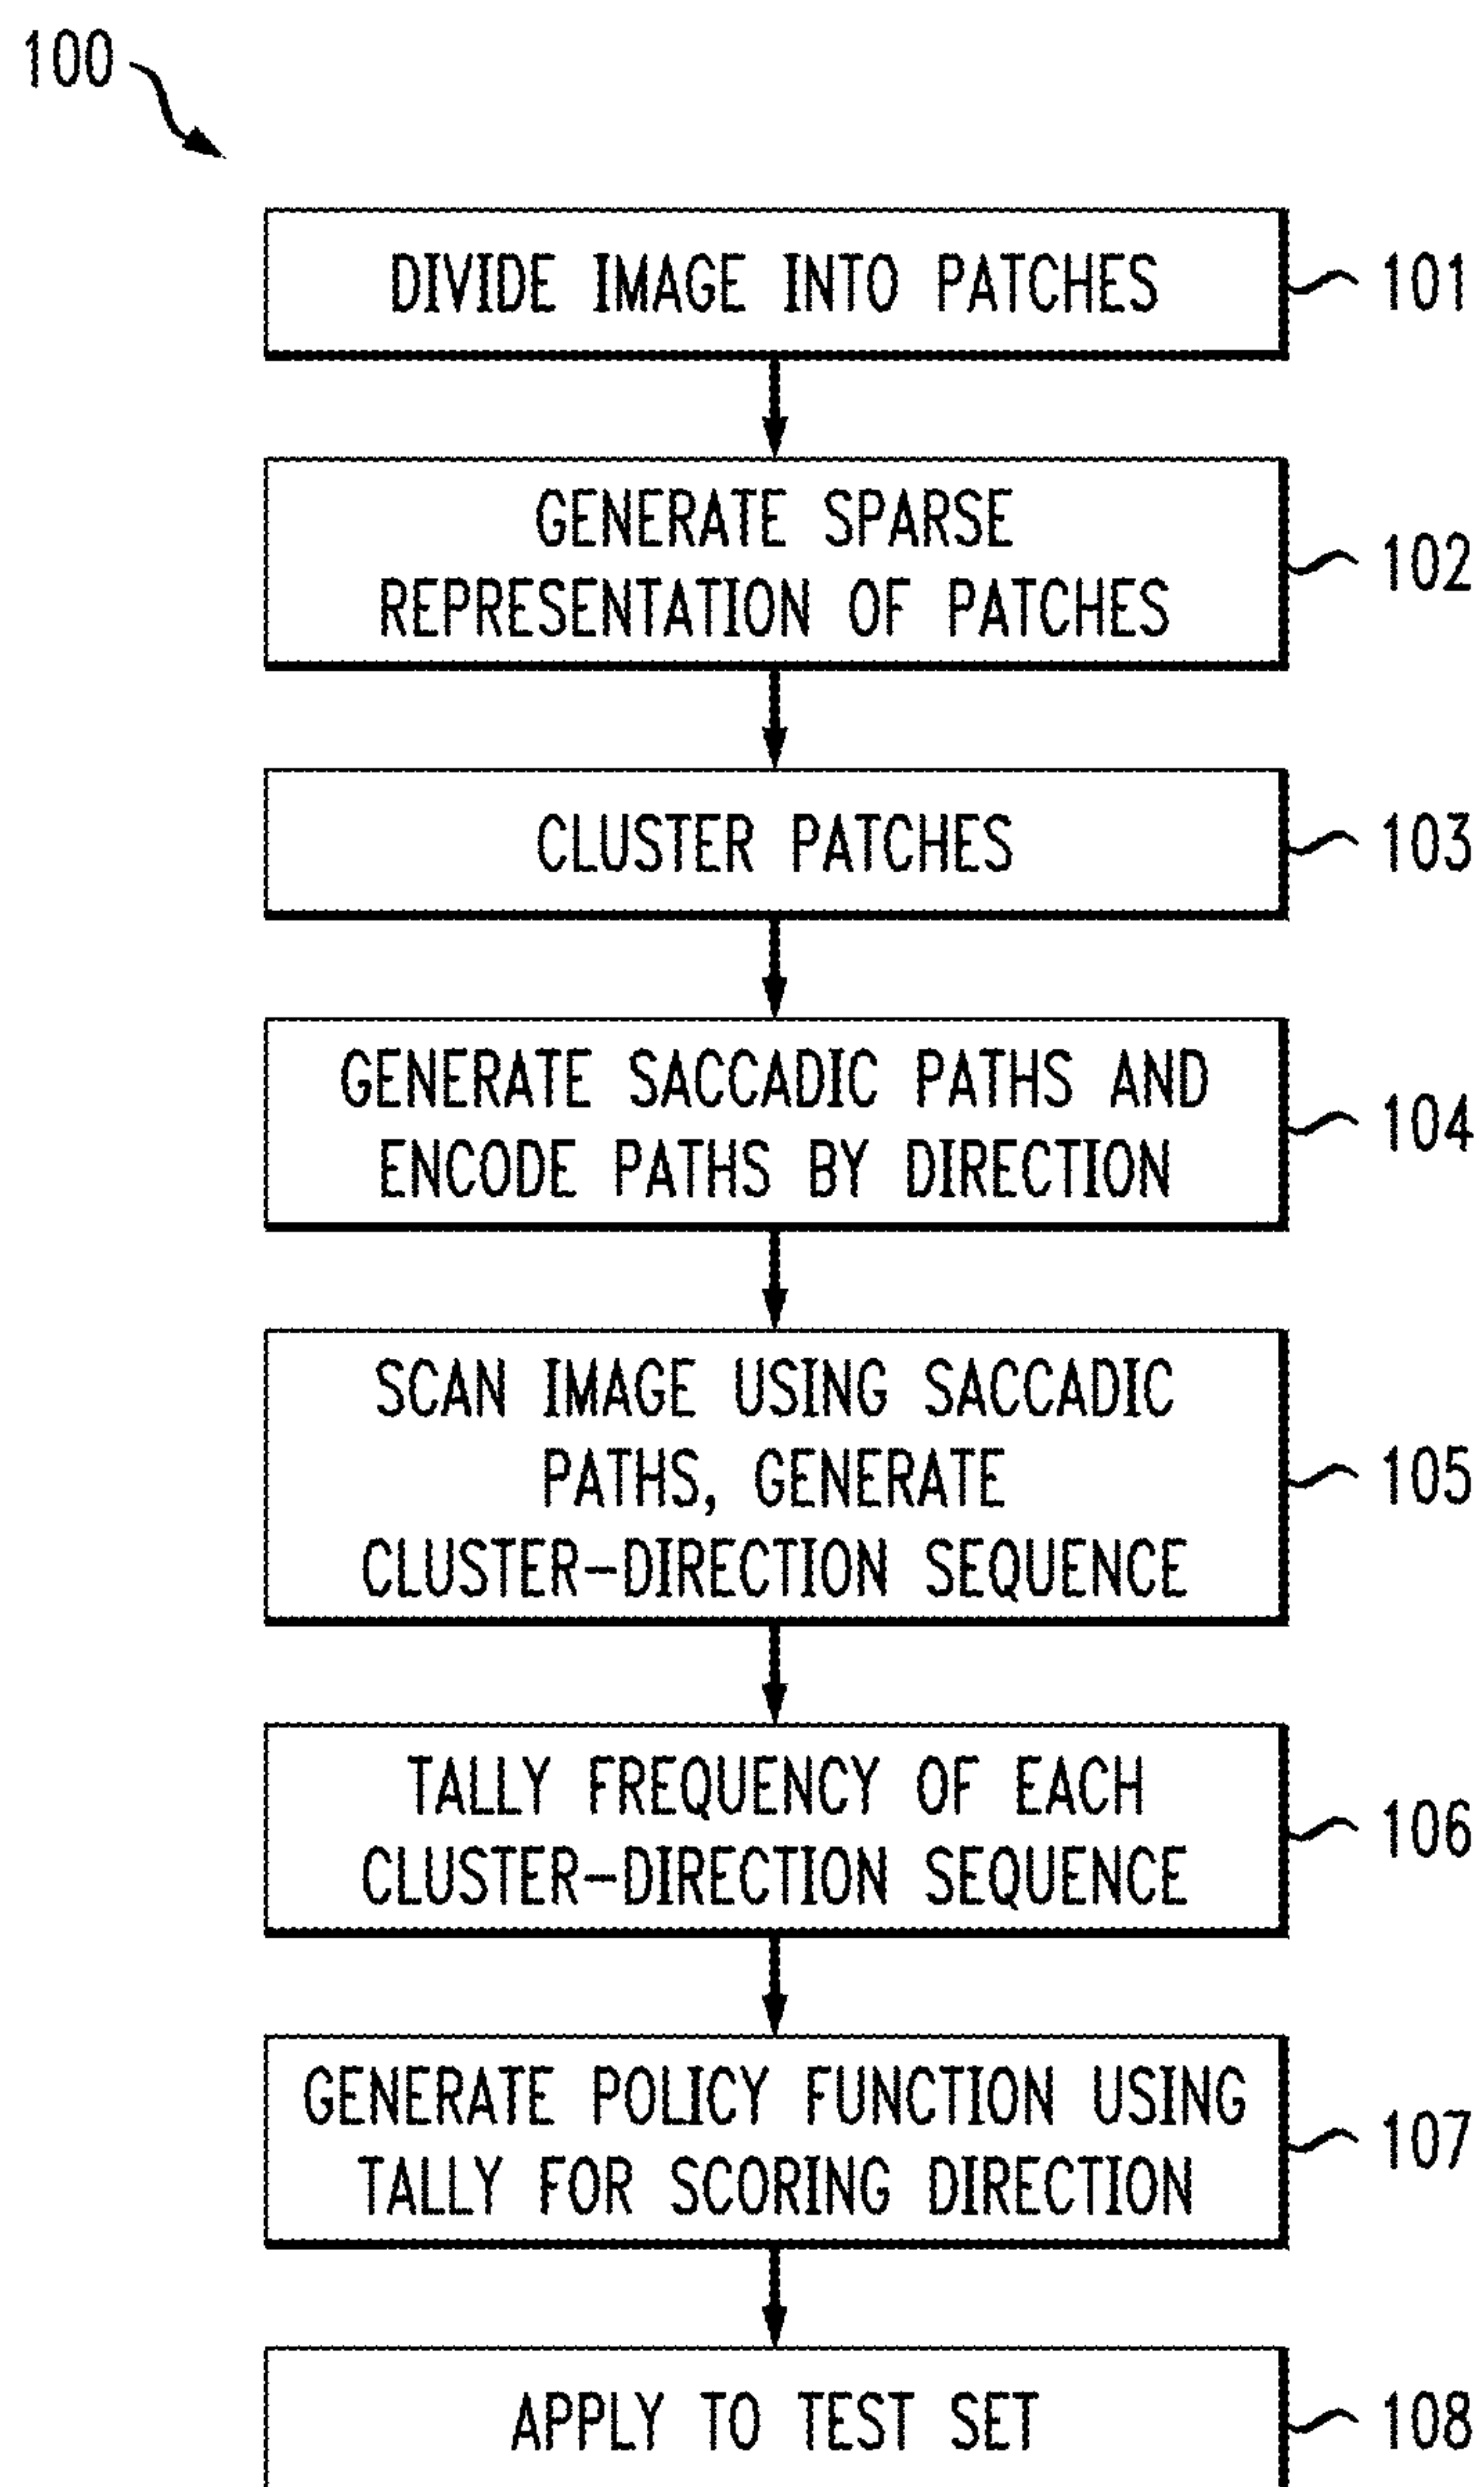 100
DIVIDE IMAGE INTO PATCHES
101
GENERATE SPARSE
REPRESENTATION OF PATCHES
102
CLUSTER PATCHES
103
GENERATE SACCADIC PATHS AND
ENCODE PATHS BY DIRECTION
104
SCAN IMAGE USING SACCADIC
PATHS, GENERATE
CLUSTER-DIRECTION SEQUENCE
105
TALLY FREQUENCY OF EACH
CLUSTER-DIRECTION SEQUENCE
106
GENERATE POLICY FUNCTION USING
TALLY FOR SCORING DIRECTION
107
APPLY TO TEST SET
108